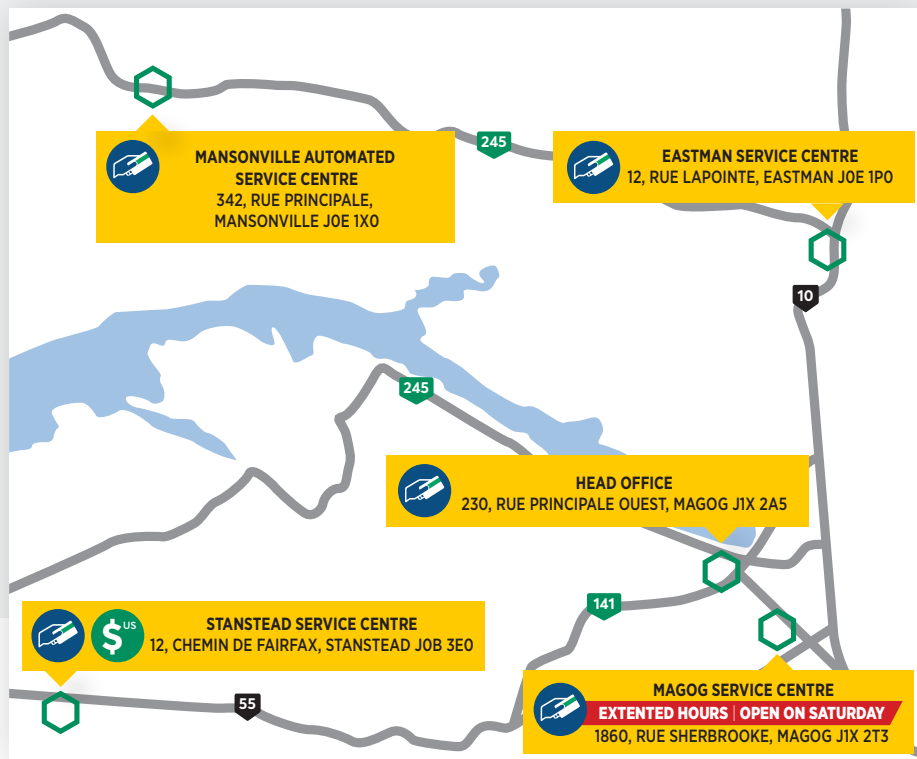 245
MANSONVILLE AUTOMATED
SERVICE CENTRE
342, RUE PRINCIPALE,
MANSONVILLE J0E 1X0
EASTMAN SERVICE CENTRE
12, RUE LAPOINTE, EASTMAN J0E 1P0
10
245
HEAD OFFICE
230, RUE PRINCIPALE OUEST, MAGOG J1X 2A5
141
$ US
STANSTEAD SERVICE CENTRE
12, CHEMIN DE FAIRFAX, STANSTEAD J0B 3E0
55
MAGOG SERVICE CENTRE
EXTENTED HOURS | OPEN ON SATURDAY
1860, RUE SHERBROOKE, MAGOG J1X 2T3